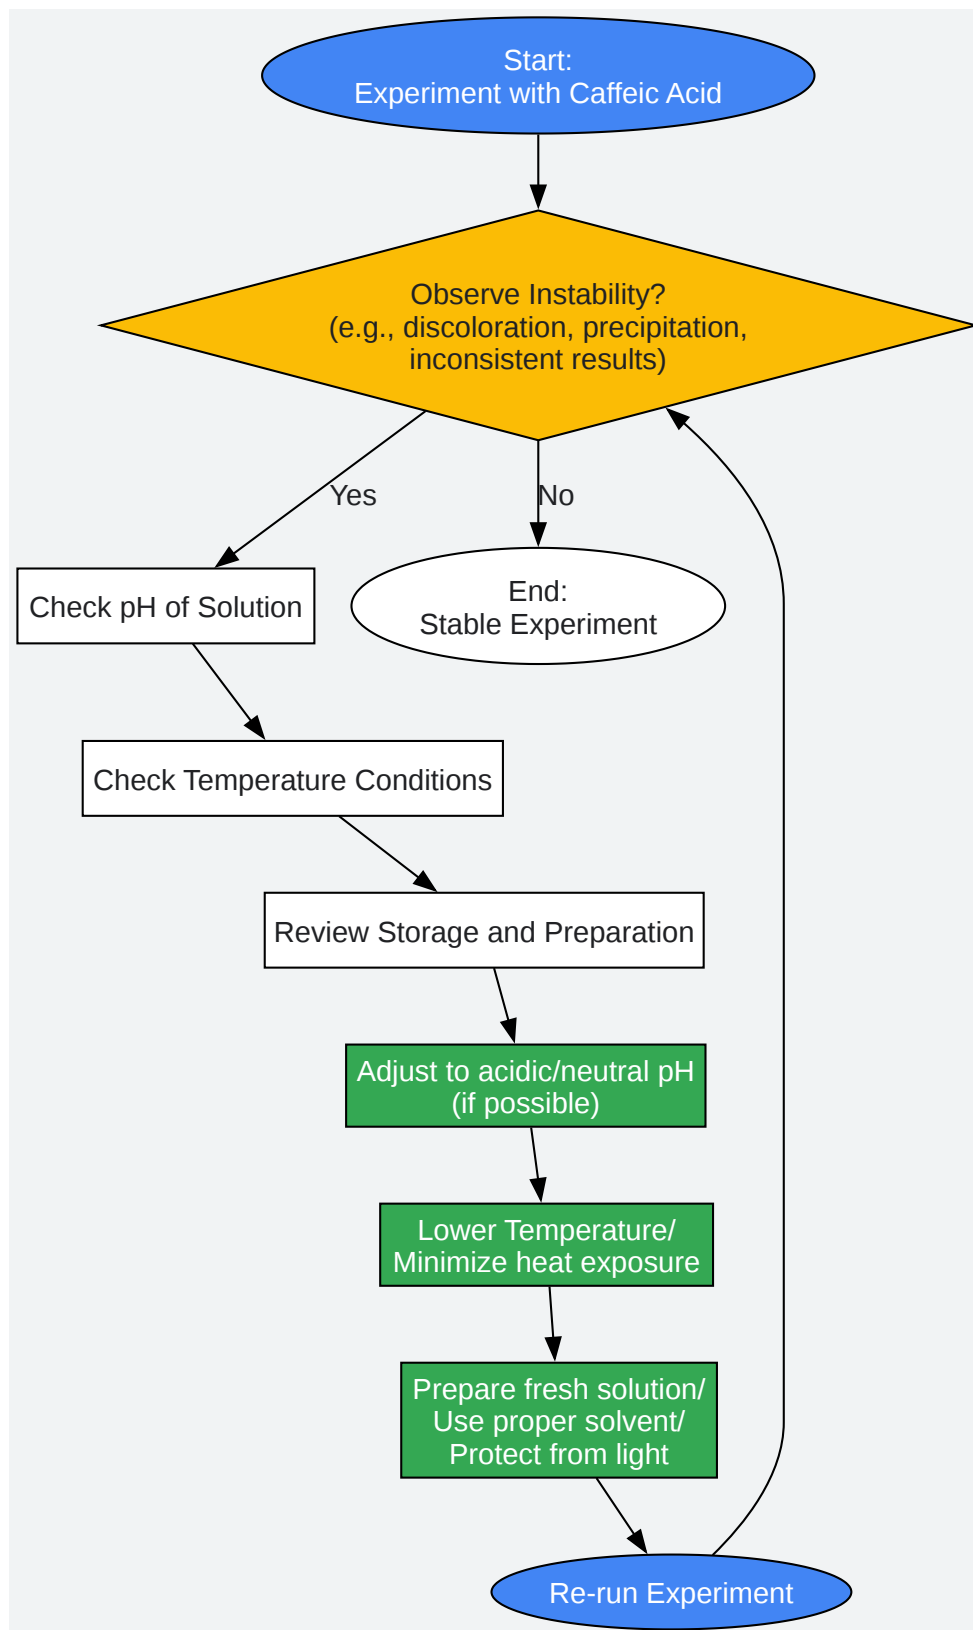 Start:
Experiment with Caffeic Acid
Observe Instability?
(e.g., discoloration, precipitation,
inconsistent results)
Yes
No
Check pH of Solution
End:
Stable Experiment
Check Temperature Conditions
Review Storage and Preparation
Adjust to acidic/neutral pH
(if possible)
Lower Temperature/
Minimize heat exposure
Prepare fresh solution/
Use proper solvent/
Protect from light
Re-run Experiment